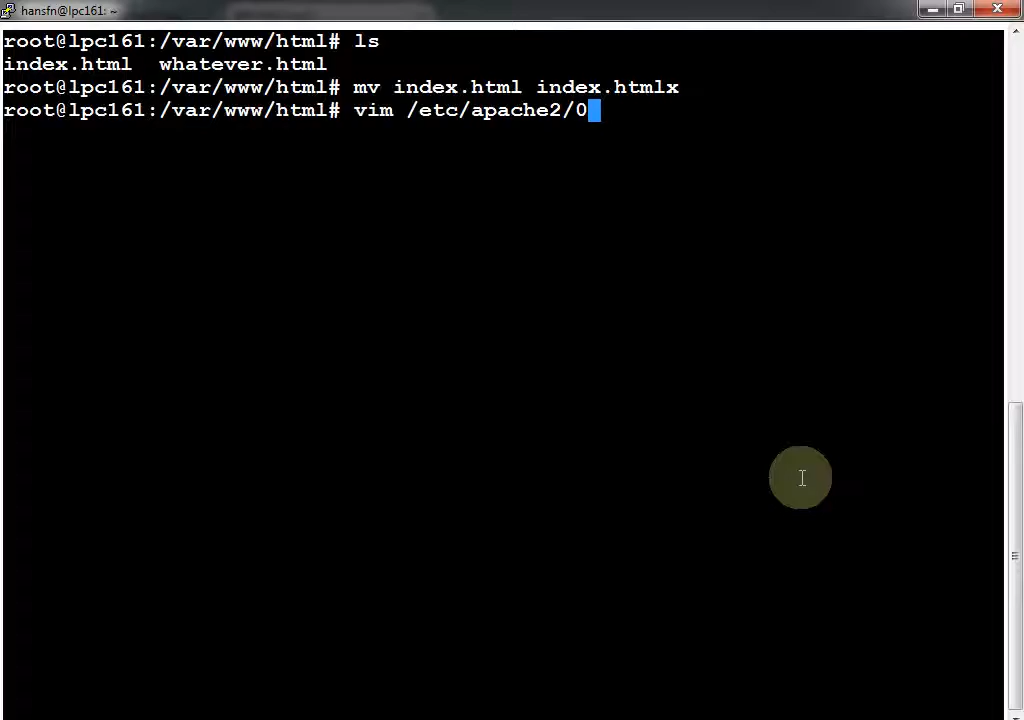 hansfn@lpc161: ~
root@lpc161:/var/www/html# ls
index.html  whatever.html
root@lpc161:/var/www/html# mv index.html index.htmlx
root@lpc161:/var/www/html# vim /etc/apache2/0